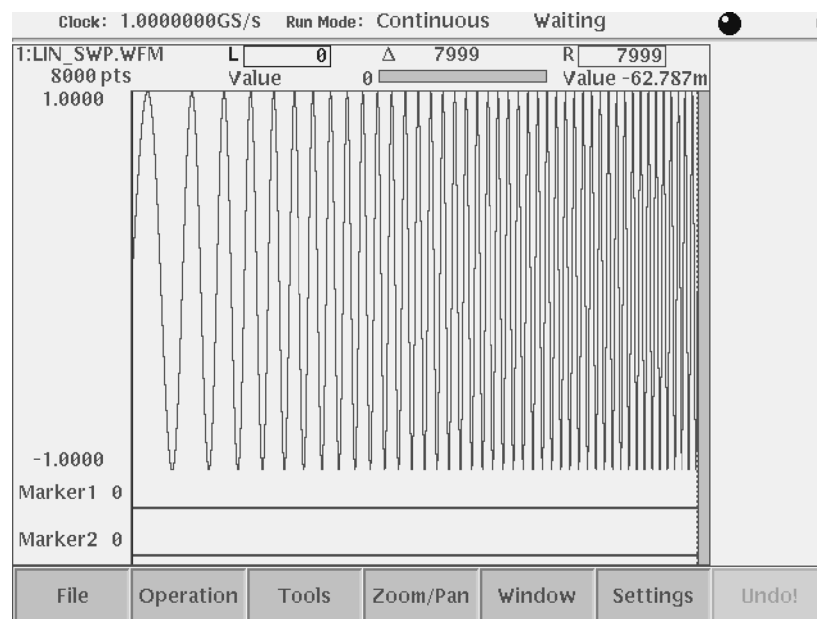 Clock: 1.0000000GS/s Run Mode: Continuous Waiting
1:LIN_SWP.WFM L 0 Δ 7999 R 7999
8000 pts Value 0 Value -62.787m
1.0000
-1.0000
Marker1 0
Marker2 0
File Operation Tools Zoom/Pan Window Settings Undo!